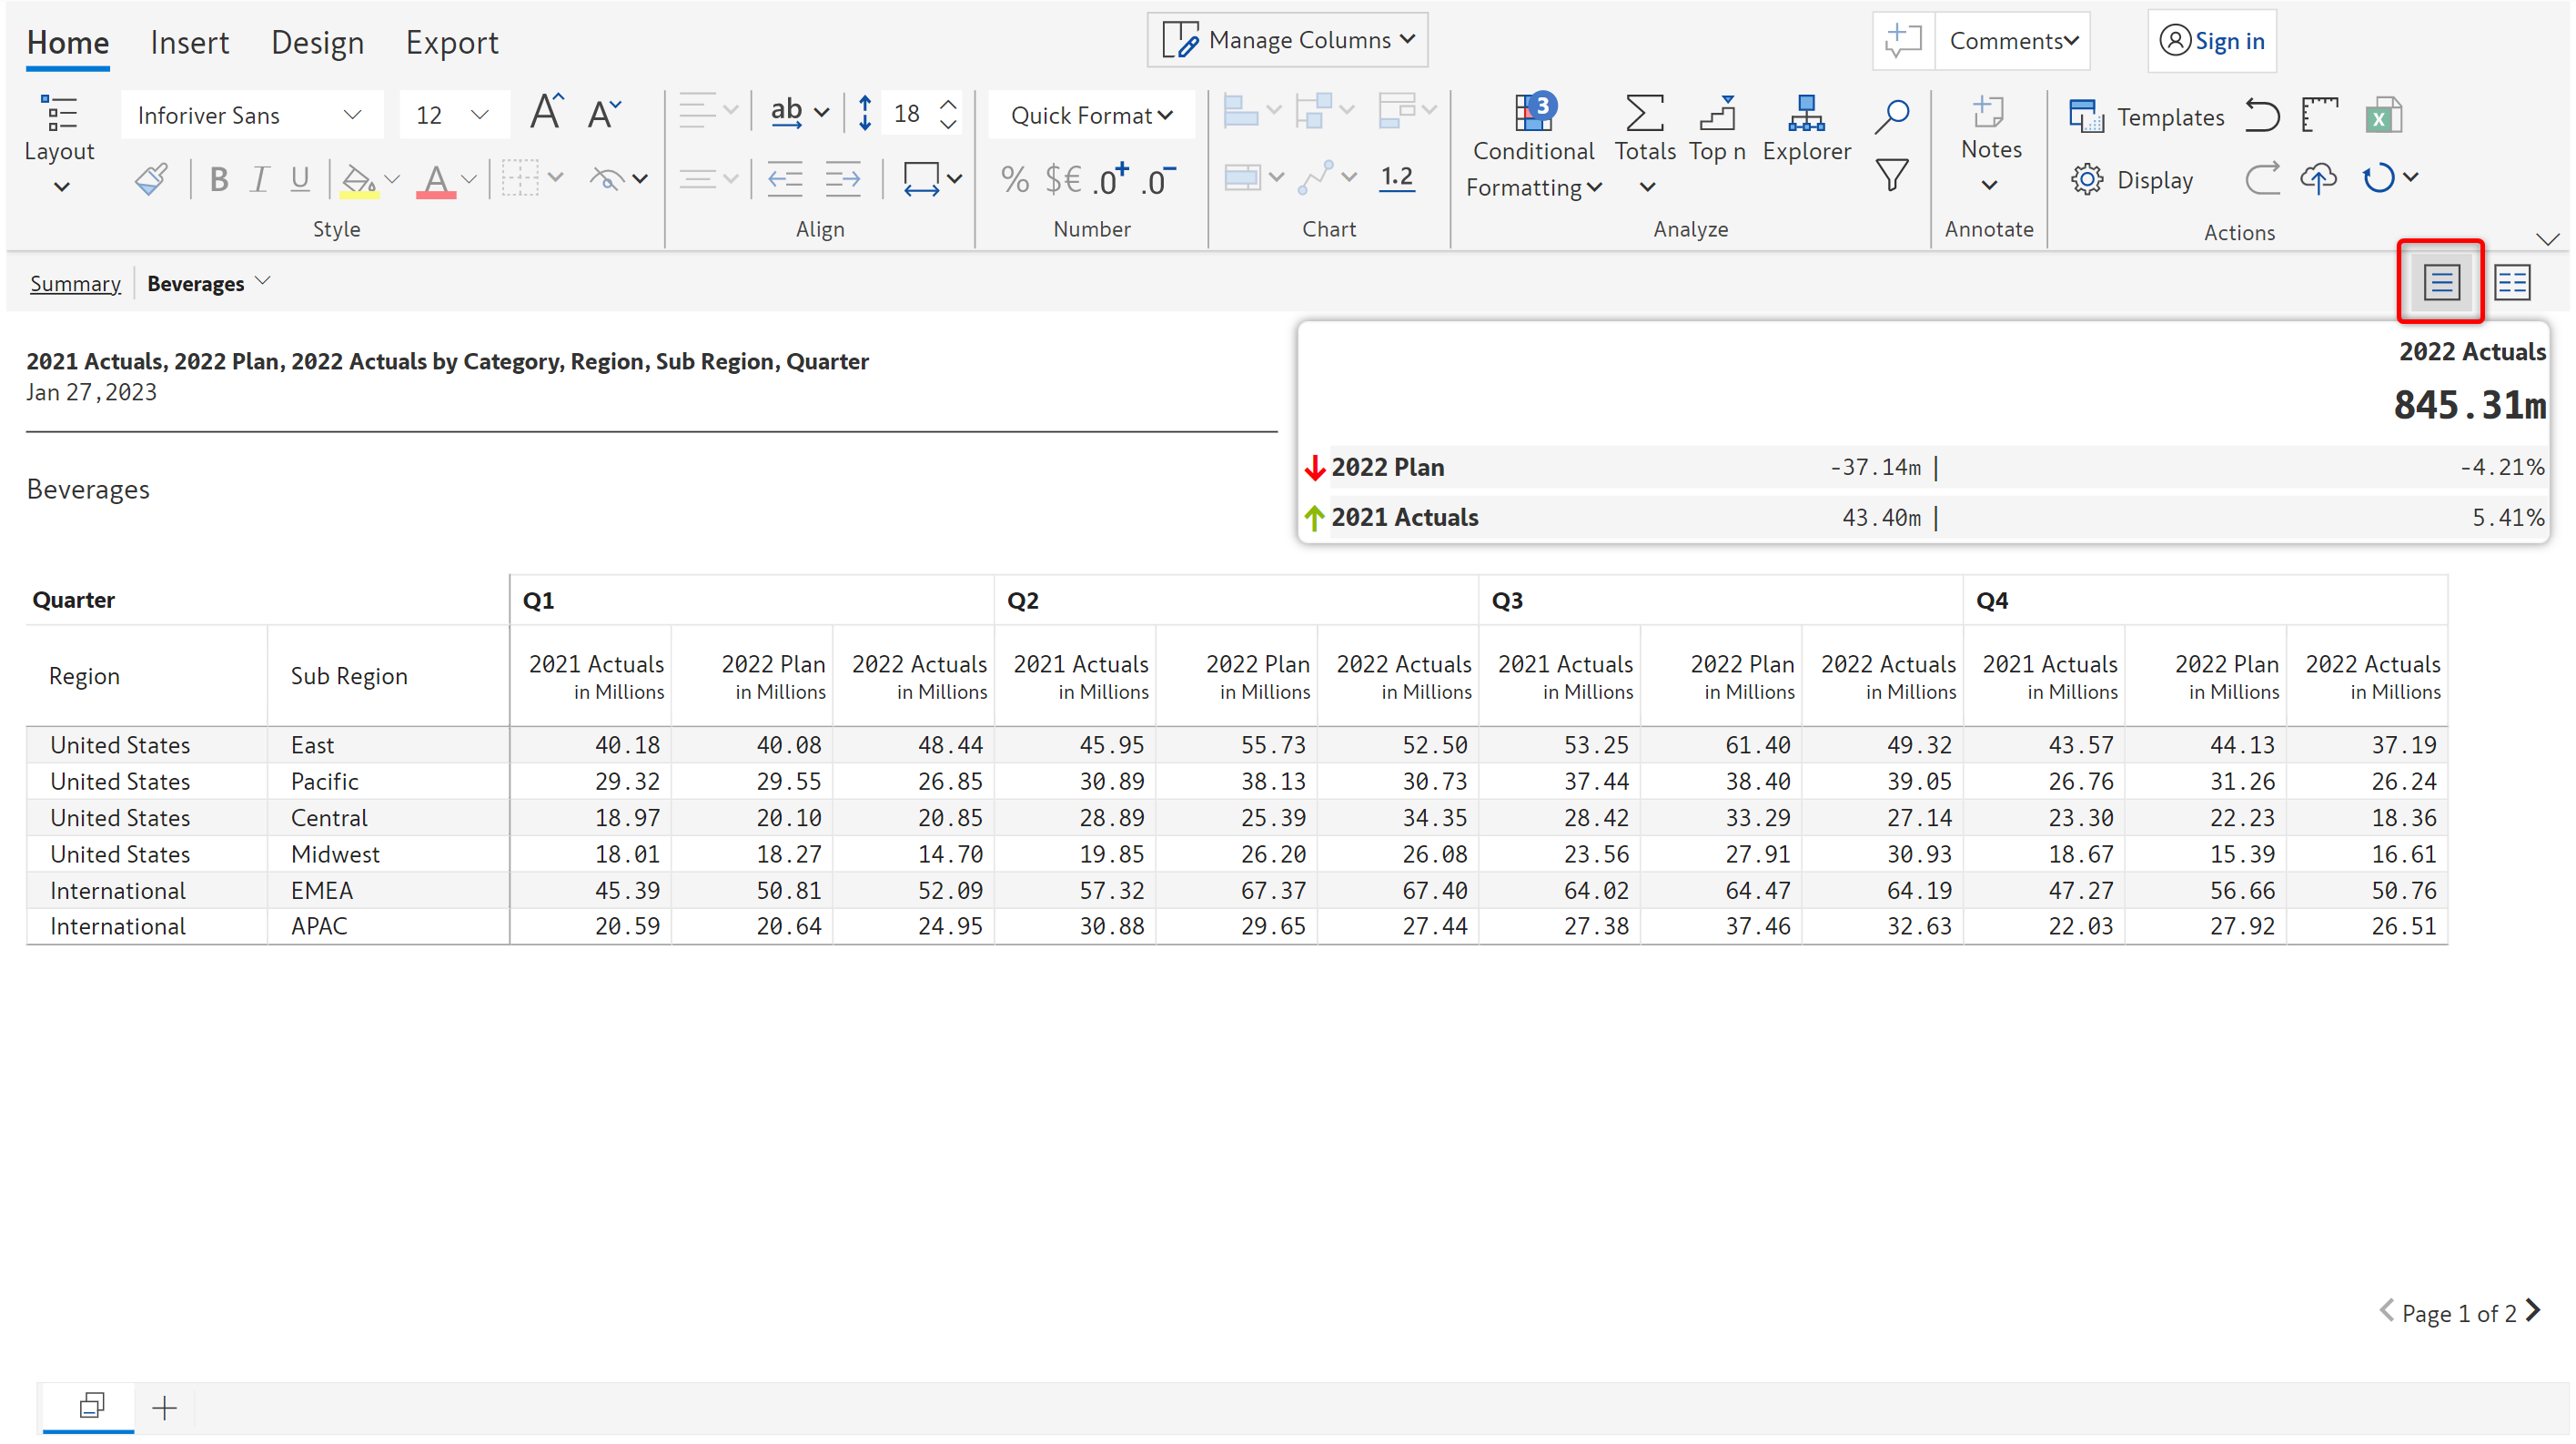 Home Insert Design Export Manage Columns Comments Sign in
Layout Inforiver Sans 12 A A ab 18 Quick Format 3 Conditional Formatting Totals Top n Explorer Notes Templates
B I U A % $€ .0+ .0- 1.2 Display
Style Align Number Chart Analyze Annotate Actions
Summary Beverages
2021 Actuals, 2022 Plan, 2022 Actuals by Category, Region, Sub Region, Quarter
Jan 27,2023
Beverages
2022 Actuals
845.31m
2022 Plan -37.14m | -4.21%
2021 Actuals 43.40m | 5.41%
Quarter Q1 Q2 Q3 Q4
Region Sub Region 2021 Actuals 2022 Plan 2022 Actuals 2021 Actuals 2022 Plan 2022 Actuals 2021 Actuals 2022 Plan 2022 Actuals 2021 Actuals 2022 Plan 2022 Actuals
in Millions in Millions in Millions in Millions in Millions in Millions in Millions in Millions in Millions in Millions in Millions in Millions
United States East 40.18 40.08 48.44 45.95 55.73 52.50 53.25 61.40 49.32 43.57 44.13 37.19
United States Pacific 29.32 29.55 26.85 30.89 38.13 30.73 37.44 38.40 39.05 26.76 31.26 26.24
United States Central 18.97 20.10 20.85 28.89 25.39 34.35 28.42 33.29 27.14 23.30 22.23 18.36
United States Midwest 18.01 18.27 14.70 19.85 26.20 26.08 23.56 27.91 30.93 18.67 15.39 16.61
International EMEA 45.39 50.81 52.09 57.32 67.37 67.40 64.02 64.47 64.19 47.27 56.66 50.76
International APAC 20.59 20.64 24.95 30.88 29.65 27.44 27.38 37.46 32.63 22.03 27.92 26.51
Page 1 of 2